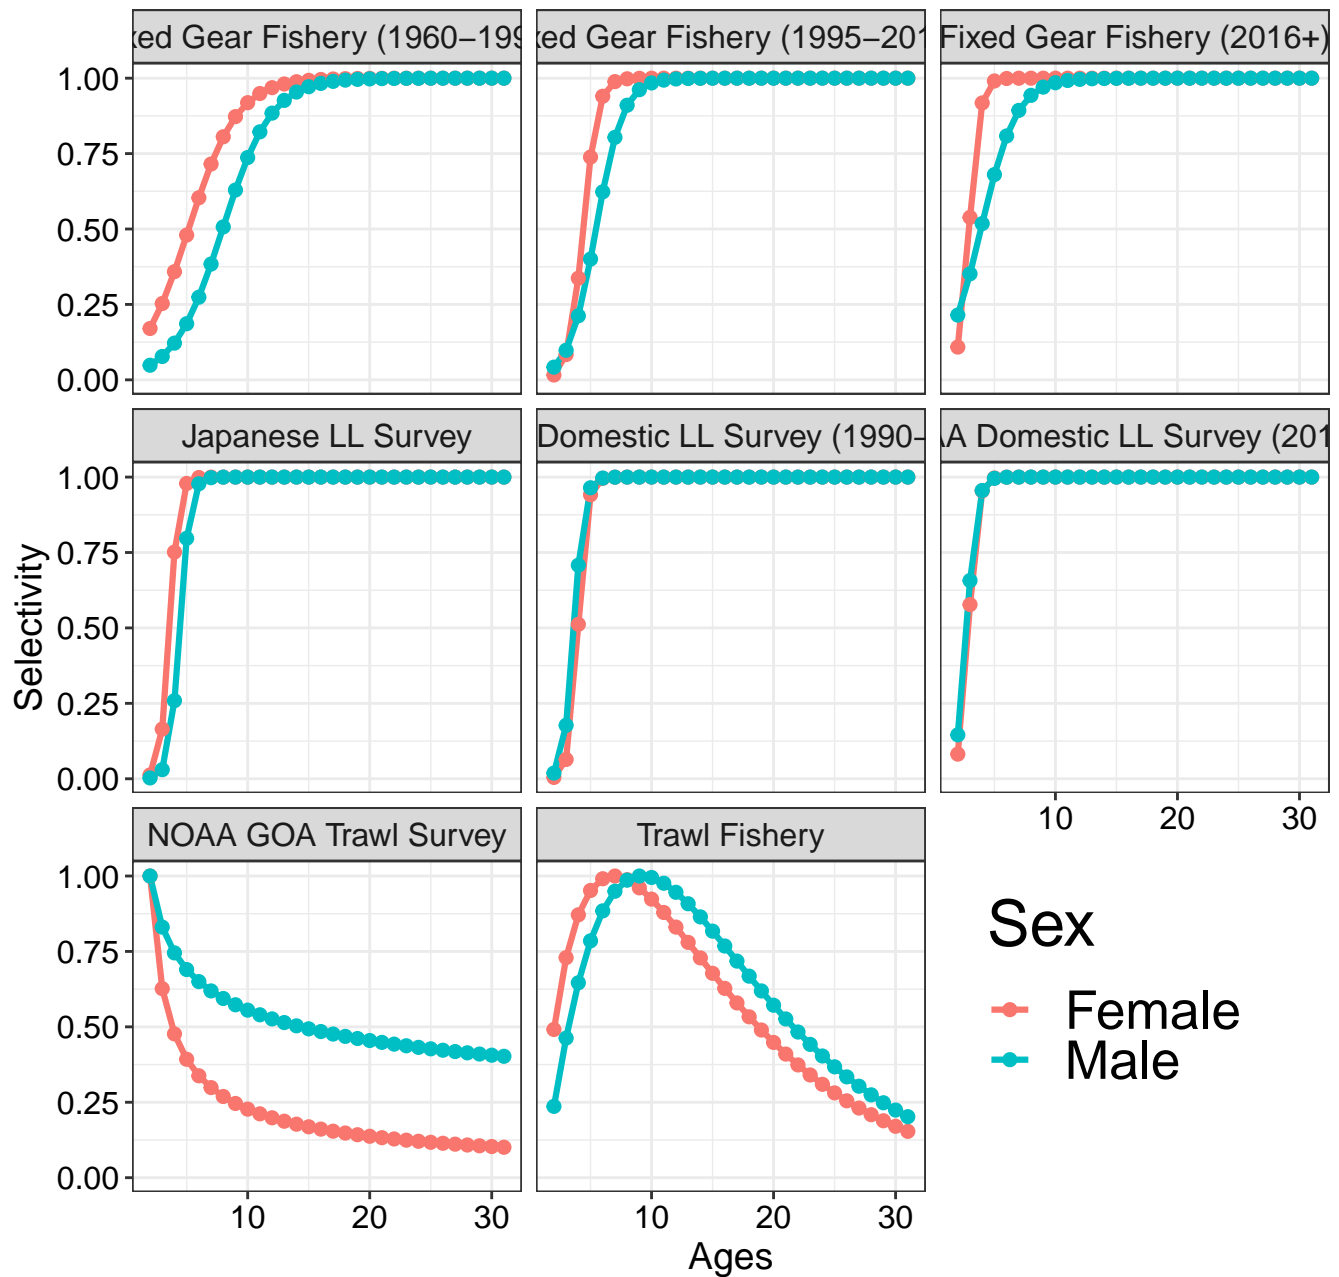 xed Gear Fishery (1960–199
xed Gear Fishery (1995–201
Fixed Gear Fishery (2016+)
1.00
0.75
0.50
0.25
0.00
Japanese LL Survey
Domestic LL Survey (1990–
AA Domestic LL Survey (201
1.00
0.75
0.50
0.25
0.00
10 20 30
NOAA GOA Trawl Survey
Trawl Fishery
1.00
0.75
0.50
0.25
0.00
10 20 30
10 20 30
Selectivity
Ages
Sex
Female
Male